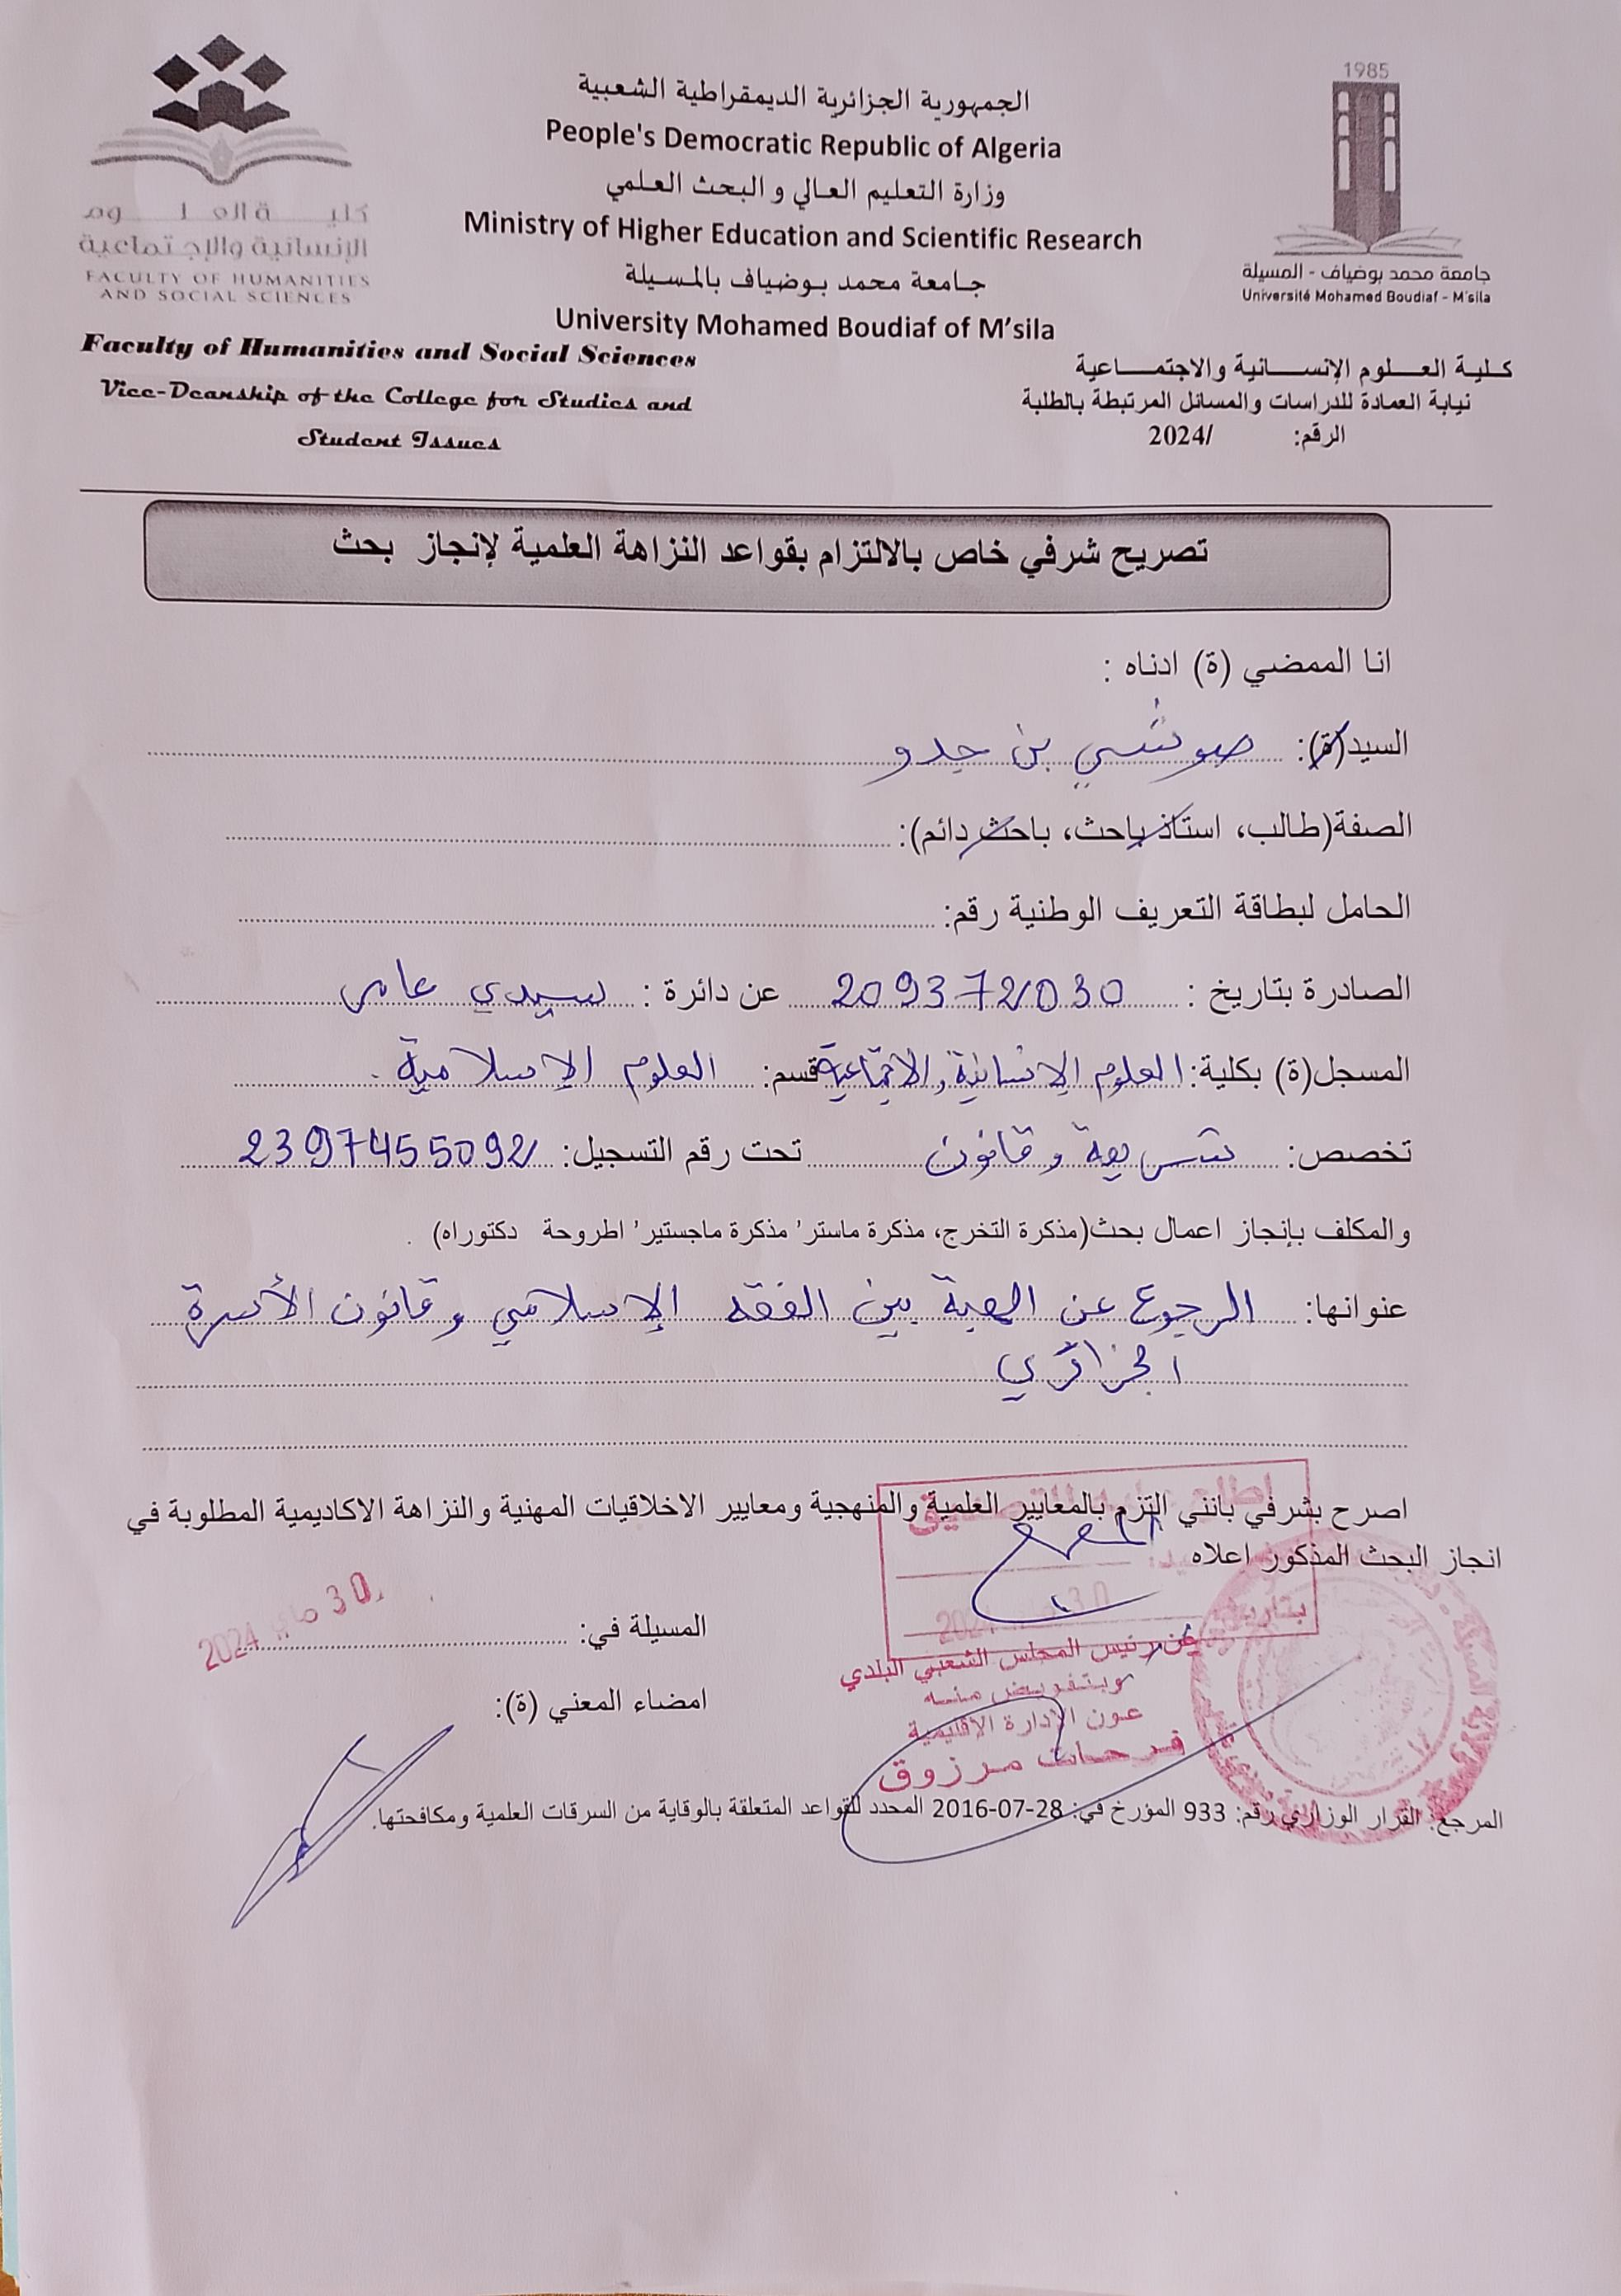 1985
الجمهورية الجزائرية الديمقراطية الشعبية
People's Democratic Republic of Algeria
وزارة التعليم العالي و البحث العلمي
Ministry of Higher Education and Scientific Research
جامعة محمد بوضياف بالمسيلة
University Mohamed Boudiaf of M'sila
كلية العلوم
الإنسانية والإجتماعية
FACULTY OF HUMANITIES
AND SOCIAL SCIENCES
جامعة محمد بوضياف - المسيلة
Université Mohamed Boudiaf - M'sila
Faculty of Humanities and Social Sciences
Vice-Deanship of the College for Studies and
Student Issues
كلية العلوم الإنسانية والاجتماعية
نيابة العمادة للدراسات والمسائل المرتبطة بالطلبة
الرقم: /2024
تصريح شرفي خاص بالالتزام بقواعد النزاهة العلمية لإنجاز بحث
انا الممضي (ة) ادناه :
السيد(ة): بن جدو
الصفة(طالب، استاذ باحث، باحث دائم):
الحامل لبطاقة التعريف الوطنية رقم:
الصادرة بتاريخ : 209372030 عن دائرة : سيدي عامر
المسجل(ة) بكلية: العلوم الإنسانية والاجتماعية قسم: العلوم الإسلامية
تخصص: شريعة وقانون تحت رقم التسجيل: 23974555092
والمكلف بإنجاز اعمال بحث(مذكرة التخرج، مذكرة ماستر' مذكرة ماجستير' اطروحة دكتوراه) .
عنوانها: الرجوع عن الهبة بين الفقه الإسلامي وقانون الأسرة
الجزائري
اصرح بشرفي بانني التزم بالمعايير العلمية والمنهجية ومعايير الاخلاقيات المهنية والنزاهة الاكاديمية المطلوبة في
انجاز البحث المذكور اعلاه
المسيلة في: 30 2024
بتاريخ
عن رئيس المجلس الشعبي البلدي
وبتفويض منه
عون الإدارة الإقليمية
فرحات مرزوق
امضاء المعني (ة):
المرجع: القرار الوزاري رقم: 933 المؤرخ في: 28-07-2016 المحدد للقواعد المتعلقة بالوقاية من السرقات العلمية ومكافحتها.